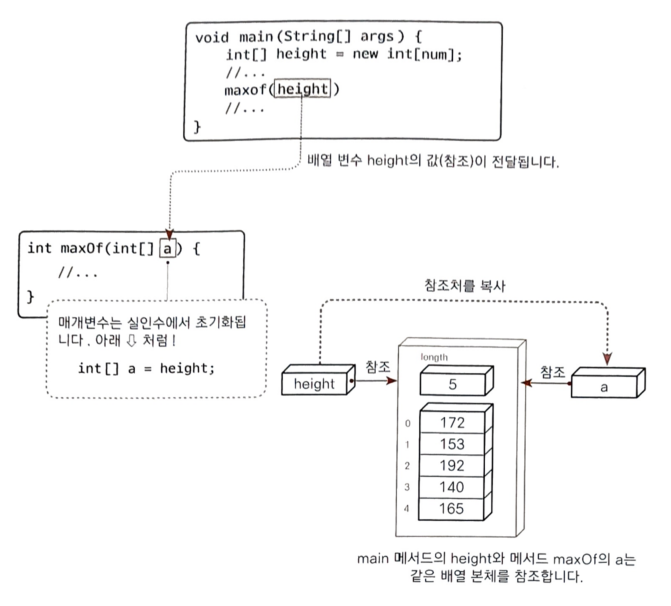 void main(String[] args) {
int[] height = new int[num];
//...
maxof(height)
//...
}
배열 변수 height의 값(참조)이 전달됩니다.
int maxOf(int[] a) {
//...
}
매개변수는 실인수에서 초기화됩
니다. 아래 ⇩ 처럼!
int[] a = height;
참조처를 복사
length
height
참조
5
참조
a
0 172
1 153
2 192
3 140
4 165
main 메서드의 height와 메서드 maxOf의 a는
같은 배열 본체를 참조합니다.